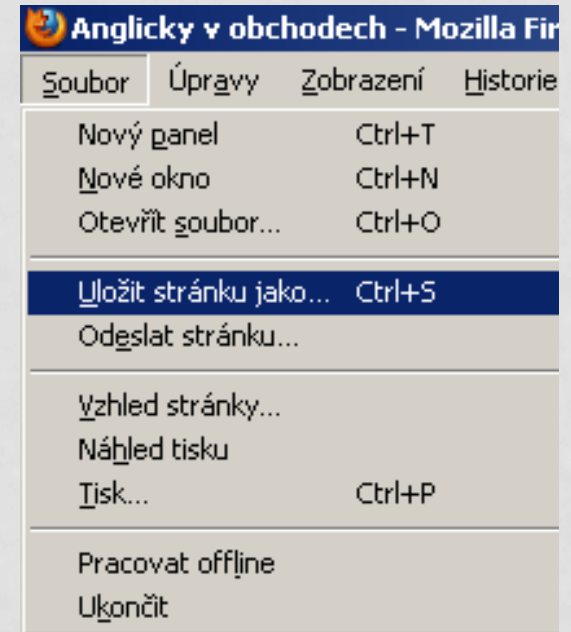 Anglicky v obchodech - Mozilla Fir
Soubor Úpravy Zobrazení Historie
Nový panel Ctrl+T
Nové okno Ctrl+N
Otevřít soubor... Ctrl+O
Uložit stránku jako... Ctrl+S
Odeslat stránku...
Vzhled stránky...
Náhled tisku
Tisk... Ctrl+P
Pracovat offline
Ukončit